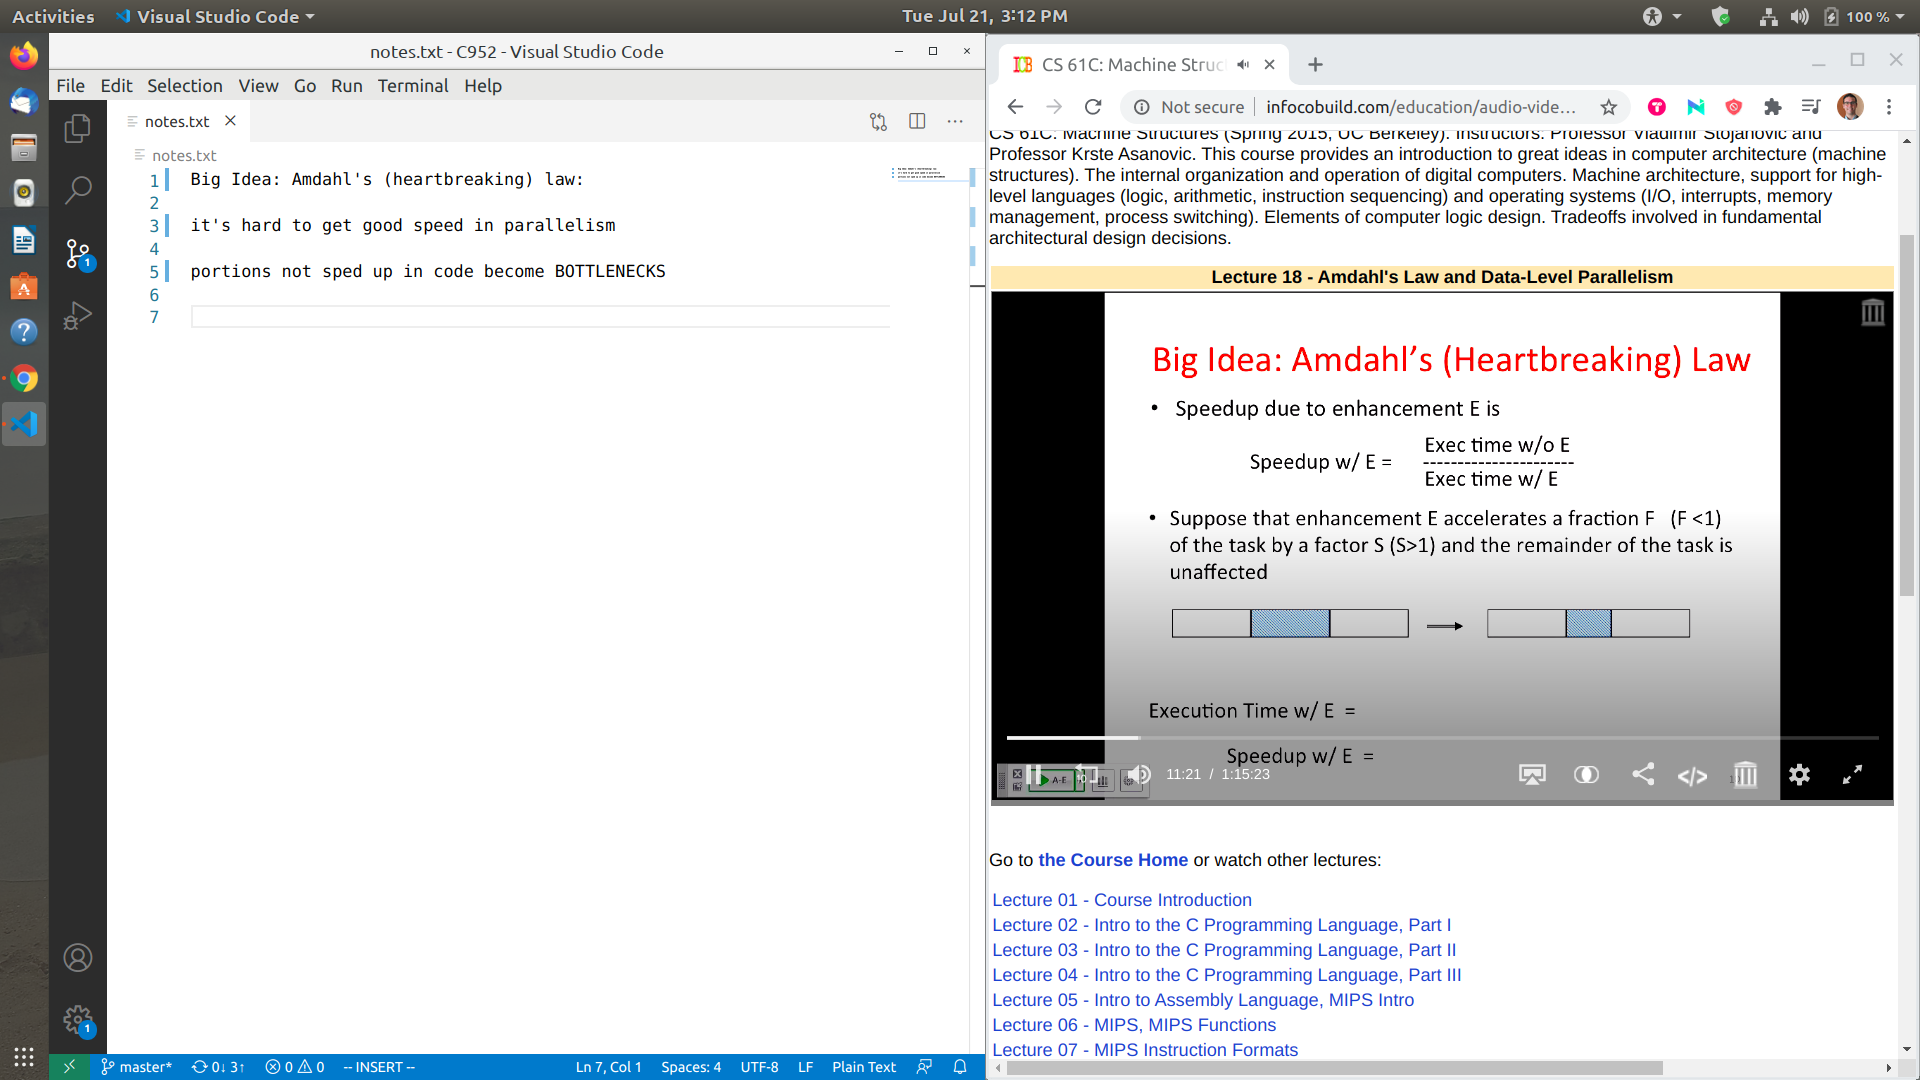 Activities
Visual Studio Code
Tue Jul 21, 3:12 PM
100 %
notes.txt - C952 - Visual Studio Code
File Edit Selection View Go Run Terminal Help
notes.txt
notes.txt
1 Big Idea: Amdahl's (heartbreaking) law:
2
3 it's hard to get good speed in parallelism
4
5 portions not sped up in code become BOTTLENECKS
6
7
1
1
master* 0↓ 3↑ 0 0 -- INSERT --
Ln 7, Col 1 Spaces: 4 UTF-8 LF Plain Text
CS 61C: Machine Struc
Not secure infocobuild.com/education/audio-vide...
CS 61C: Machine Structures (Spring 2015, UC Berkeley). Instructors: Professor Vladimir Stojanovic and
Professor Krste Asanovic. This course provides an introduction to great ideas in computer architecture (machine
structures). The internal organization and operation of digital computers. Machine architecture, support for high-
level languages (logic, arithmetic, instruction sequencing) and operating systems (I/O, interrupts, memory
management, process switching). Elements of computer logic design. Tradeoffs involved in fundamental
architectural design decisions.
Lecture 18 - Amdahl's Law and Data-Level Parallelism
Big Idea: Amdahl’s (Heartbreaking) Law
• Speedup due to enhancement E is
Exec time w/o E
Speedup w/ E = ----------------------
Exec time w/ E
• Suppose that enhancement E accelerates a fraction F (F <1)
of the task by a factor S (S>1) and the remainder of the task is
unaffected
Execution Time w/ E =
Speedup w/ E =
A-E
11:21 / 1:15:23
Go to the Course Home or watch other lectures:
Lecture 01 - Course Introduction
Lecture 02 - Intro to the C Programming Language, Part I
Lecture 03 - Intro to the C Programming Language, Part II
Lecture 04 - Intro to the C Programming Language, Part III
Lecture 05 - Intro to Assembly Language, MIPS Intro
Lecture 06 - MIPS, MIPS Functions
Lecture 07 - MIPS Instruction Formats